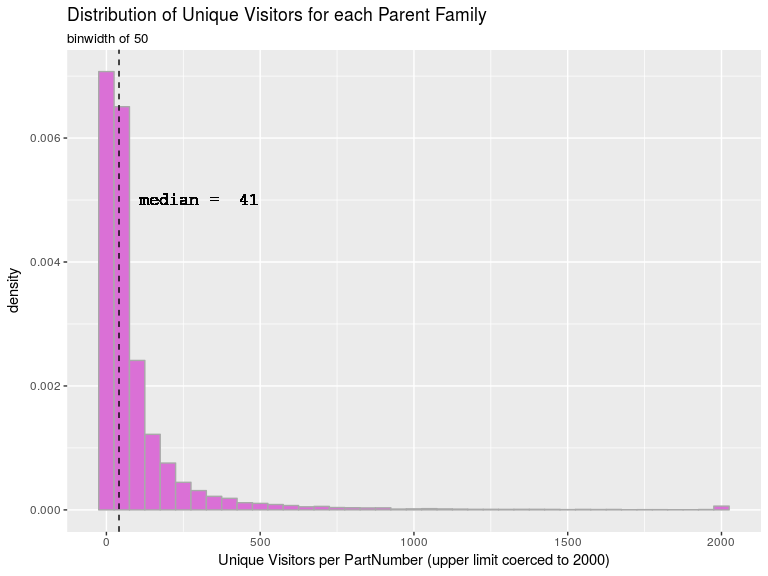 Distribution of Unique Visitors for each Parent Family
binwidth of 50
0.006
median = 41
0.004
density
0.002
0.000
0 500 1000 1500 2000
Unique Visitors per PartNumber (upper limit coerced to 2000)